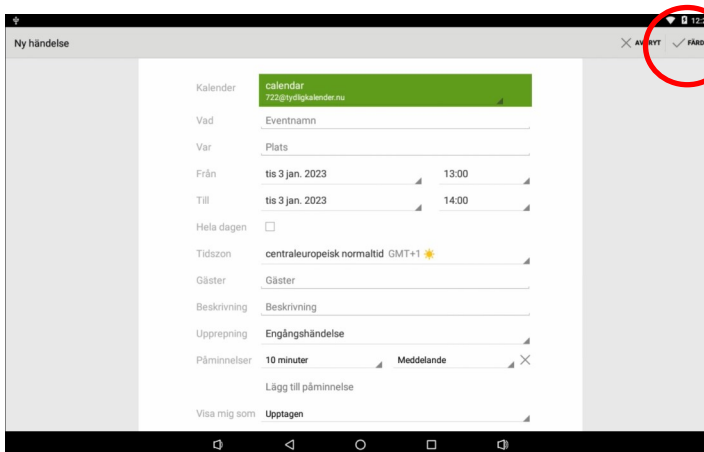 12:2
Ny händelse
AVBRYT FÄRD
Kalender
calendar
722@tydligkalender.nu
Vad Eventnamn
Var Plats
Från tis 3 jan. 2023 13:00
Till tis 3 jan. 2023 14:00
Hela dagen
Tidszon centraleuropeisk normaltid GMT+1
Gäster Gäster
Beskrivning Beskrivning
Upprepning Engångshändelse
Påminnelser 10 minuter Meddelande
Lägg till påminnelse
Visa mig som Upptagen